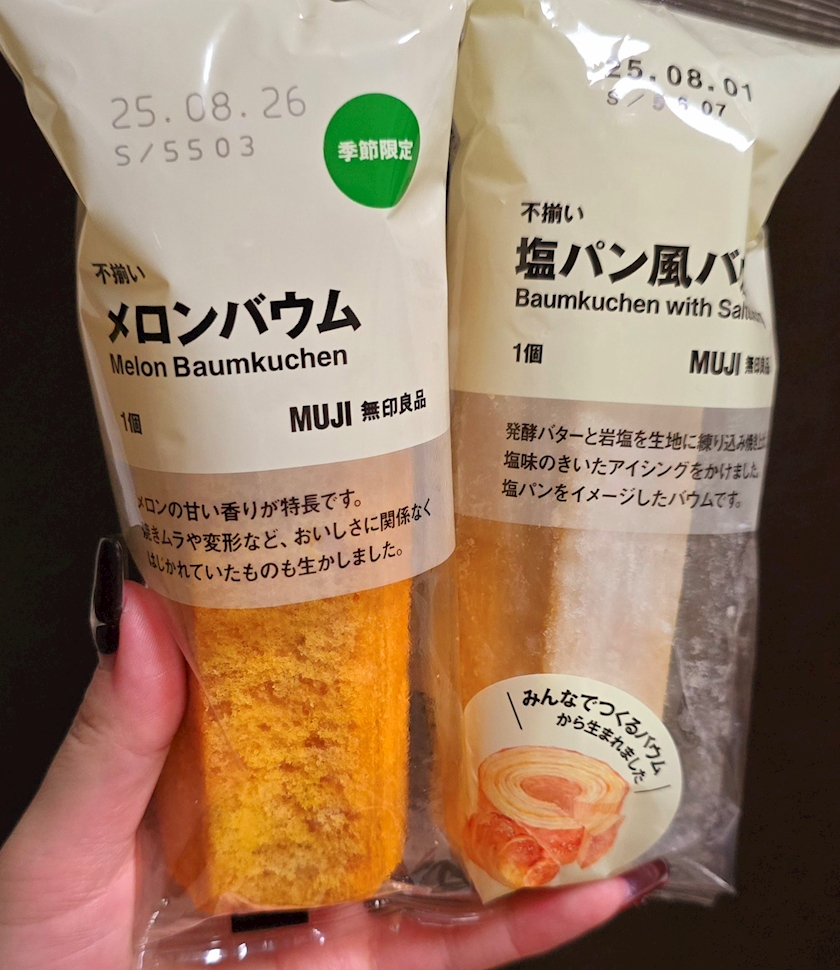 25.08.26
S/5503
季節限定
不揃い
メロンバウム
Melon Baumkuchen
1個
MUJI 無印良品
メロンの甘い香りが特長です。
焼きムラや変形など、おいしさに関係なく
はじかれていたものも生かしました。
25.08.01
不揃い
塩パン風バ
Baumkuchen with
1個
MUJI 無印良品
発酵バターと岩塩を生地に練り込み焼き上げ
塩味のきいたアイシングをかけました。
塩パンをイメージしたバウムです。
みんなでつくるバウム
から生まれました